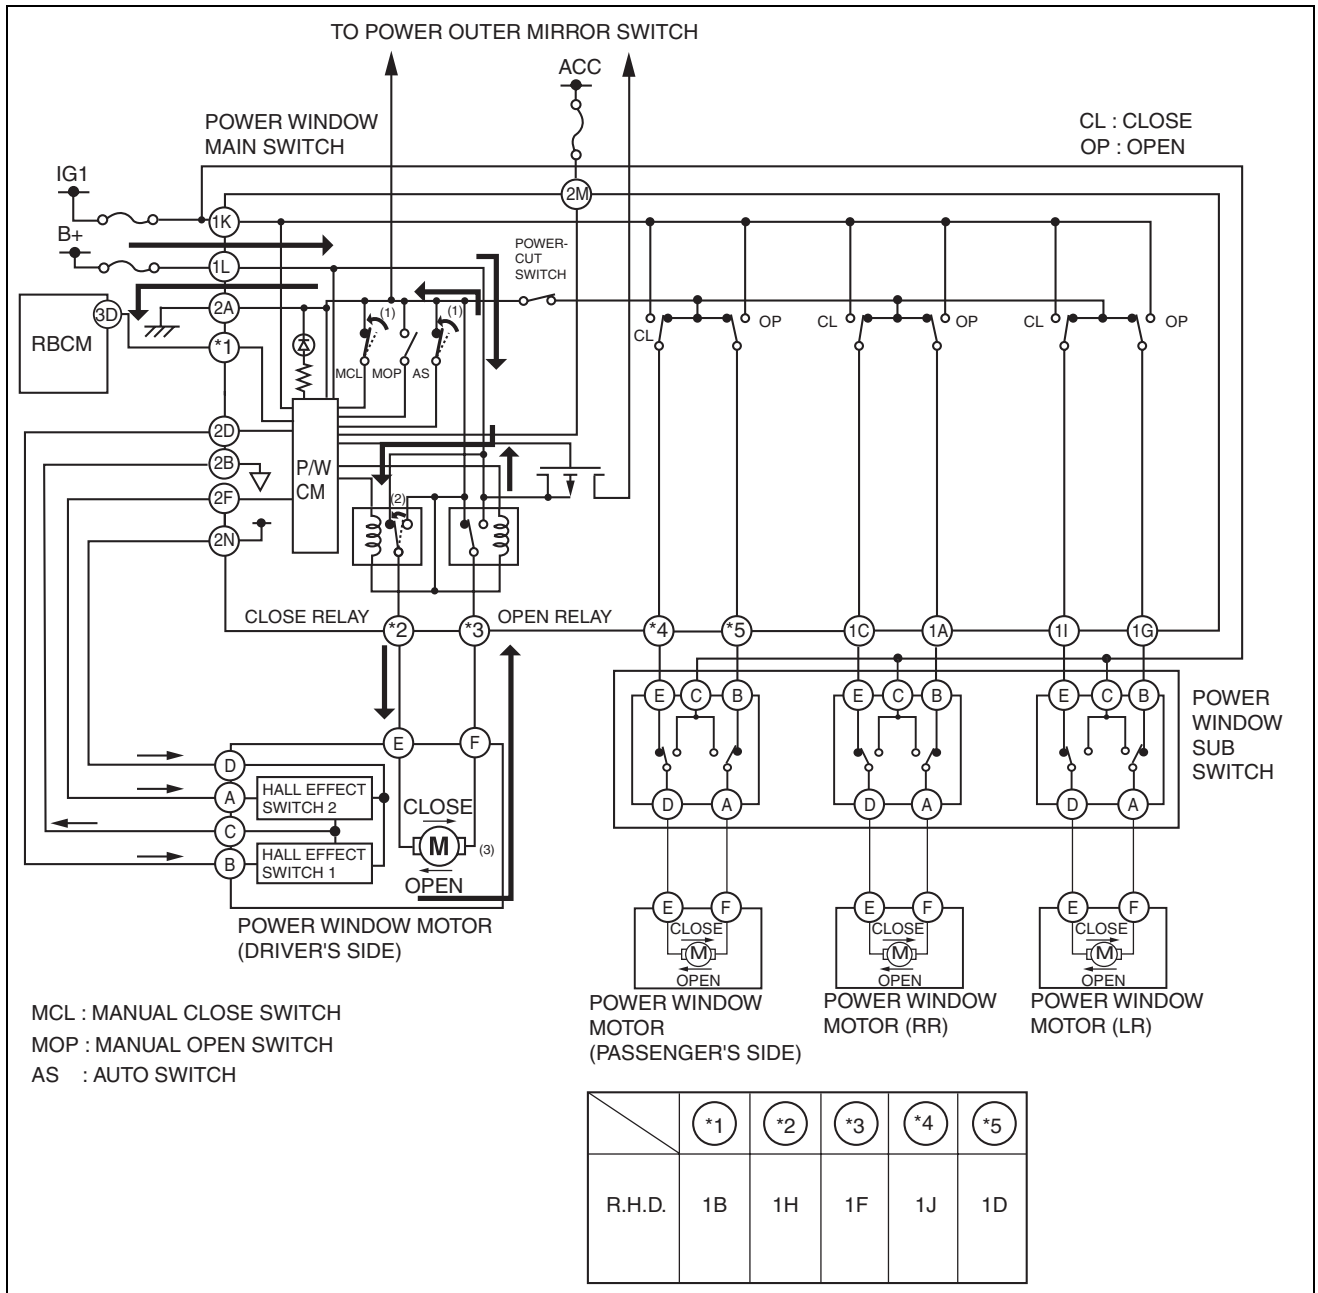 TO POWER OUTER MIRROR SWITCH
ACC
POWER WINDOW
MAIN SWITCH
CL : CLOSE
OP : OPEN
IG1
2M
1K
B+
POWER-
CUT
SWITCH
1L
2A
3D
(1)
(1)
RBCM
*1
CL
OP
CL
OP
CL
OP
MCL
MOP
AS
2D
2B
P/W
CM
2F
(2)
2N
CLOSE RELAY
*2
*3
OPEN RELAY
*4
*5
1C
1A
1I
1G
E
C
B
E
C
B
E
C
B
POWER
WINDOW
SUB
SWITCH
E
F
D
A
HALL EFFECT
SWITCH 2
C
B
HALL EFFECT
SWITCH 1
CLOSE
M
(3)
OPEN
D
A
D
A
D
A
E
F
E
F
E
F
CLOSE
M
OPEN
CLOSE
M
OPEN
CLOSE
M
OPEN
POWER WINDOW MOTOR
(DRIVER'S SIDE)
POWER WINDOW
MOTOR
(PASSENGER'S SIDE)
POWER WINDOW
MOTOR (RR)
POWER WINDOW
MOTOR (LR)
MCL : MANUAL CLOSE SWITCH
MOP : MANUAL OPEN SWITCH
AS : AUTO SWITCH
*1 *2 *3 *4 *5
R.H.D. 1B 1H 1F 1J 1D